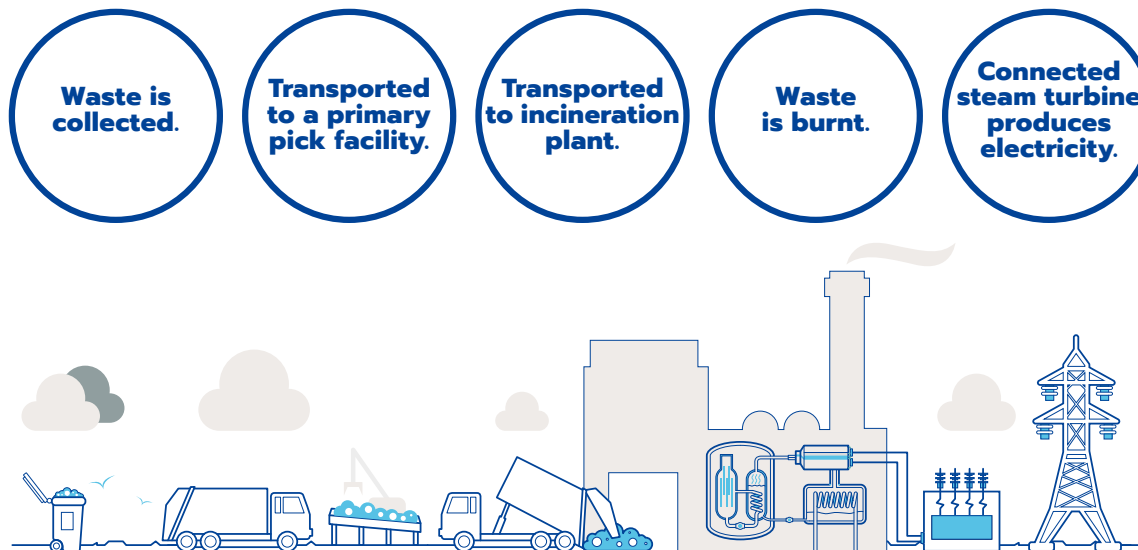 Waste is
collected.
Transported
to a primary
pick facility.
Transported
to incineration
plant.
Waste
is burnt.
Connected
steam turbine
produces
electricity.